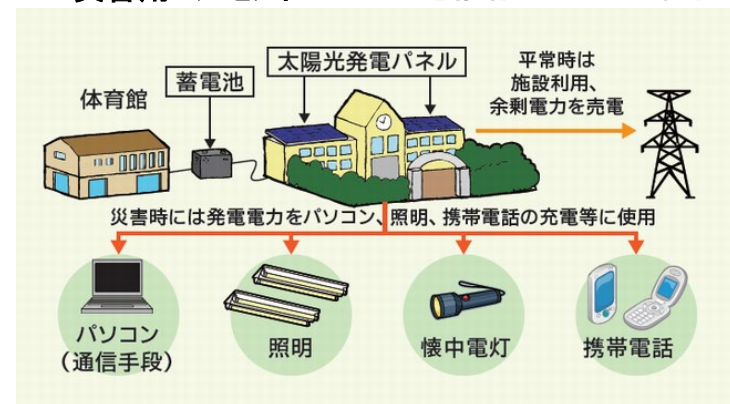 太陽光発電パネル
平常時は
施設利用、
余剰電力を売電
蓄電池
体育館
災害時には発電電力をパソコン、照明、携帯電話の充電等に使用
パソコン
（通信手段）
照明
懐中電灯
携帯電話